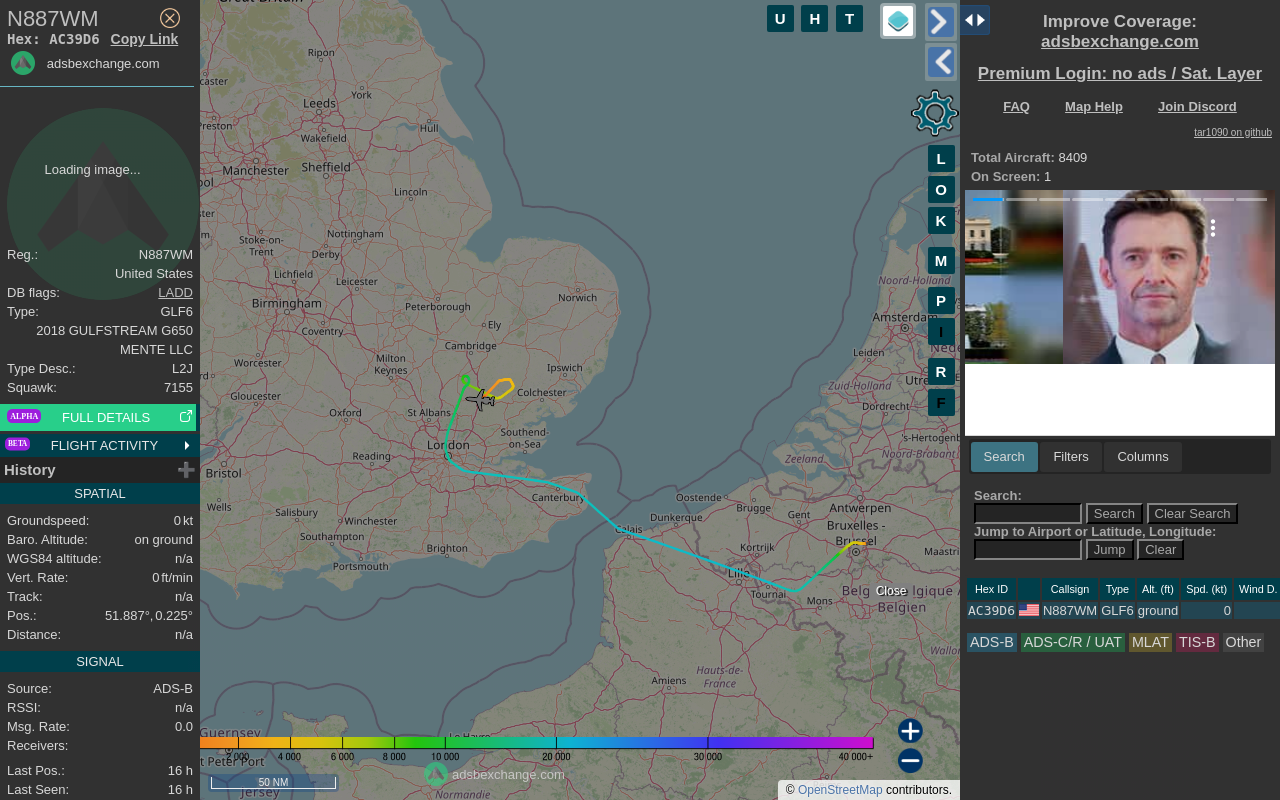 N887WM
Hex: AC39D6 Copy Link
adsbexchange.com
Loading image...
Reg.: N887WM
United States
DB flags: LADD
Type: GLF6
2018 GULFSTREAM G650
MENTE LLC
Type Desc.: L2J
Squawk: 7155
ALPHA FULL DETAILS
BETA FLIGHT ACTIVITY
History
SPATIAL
Groundspeed: 0 kt
Baro. Altitude: on ground
WGS84 altitude: n/a
Vert. Rate: 0 ft/min
Track: n/a
Pos.: 51.887°, 0.225°
Distance: n/a
SIGNAL
Source: ADS-B
RSSI: n/a
Msg. Rate: 0.0
Receivers:
Last Pos.: 16 h
Last Seen: 16 h
U H T
L
O
K
M
P
I
R
F
Ripon
caster
York
Leeds
Preston
Hull
Wakefield
Manchester
Sheffield
Lincoln
Stoke-on-
Trent
Nottingham
Derby
Lichfield
Leicester
Norwich
Birmingham
Peterborough
Coventry
Ely
Cambridge
Worcester
Milton
Keynes
Ipswich
Gloucester
Colchester
Oxford
St Albans
London
Southend-
on-Sea
Reading
Bristol
Canterbury
Wells
Salisbury
Winchester
Southampton
Brighton
Portsmouth
Noord-Holland
Amsterdam
Leiden
Zuid-Holland
Dordrecht
's-Hertogenb
Noord-Brabant
Zeeland
Oostende
Antwerpen
Brugge
Gent
Dunkerque
Calais
Bruxelles -
Brussel
Kortrijk
Maastri
Lille
Tournai
Mons
Close
Belgien
Hauts-de-
France
Amiens
Wallon
Guernsey
Le Havre
t Peter Port
Jersey
Normandie
2 000 4 000 6 000 8 000 10 000 20 000 30 000 40 000+
50 NM
adsbexchange.com
© OpenStreetMap contributors.
Improve Coverage:
adsbexchange.com
Premium Login: no ads / Sat. Layer
FAQ Map Help Join Discord
tar1090 on github
Total Aircraft: 8409
On Screen: 1
Search Filters Columns
Search:
Search Clear Search
Jump to Airport or Latitude, Longitude:
Jump Clear
Hex ID Callsign Type Alt. (ft) Spd. (kt) Wind D.
AC39D6 N887WM GLF6 ground 0
ADS-B ADS-C/R / UAT MLAT TIS-B Other